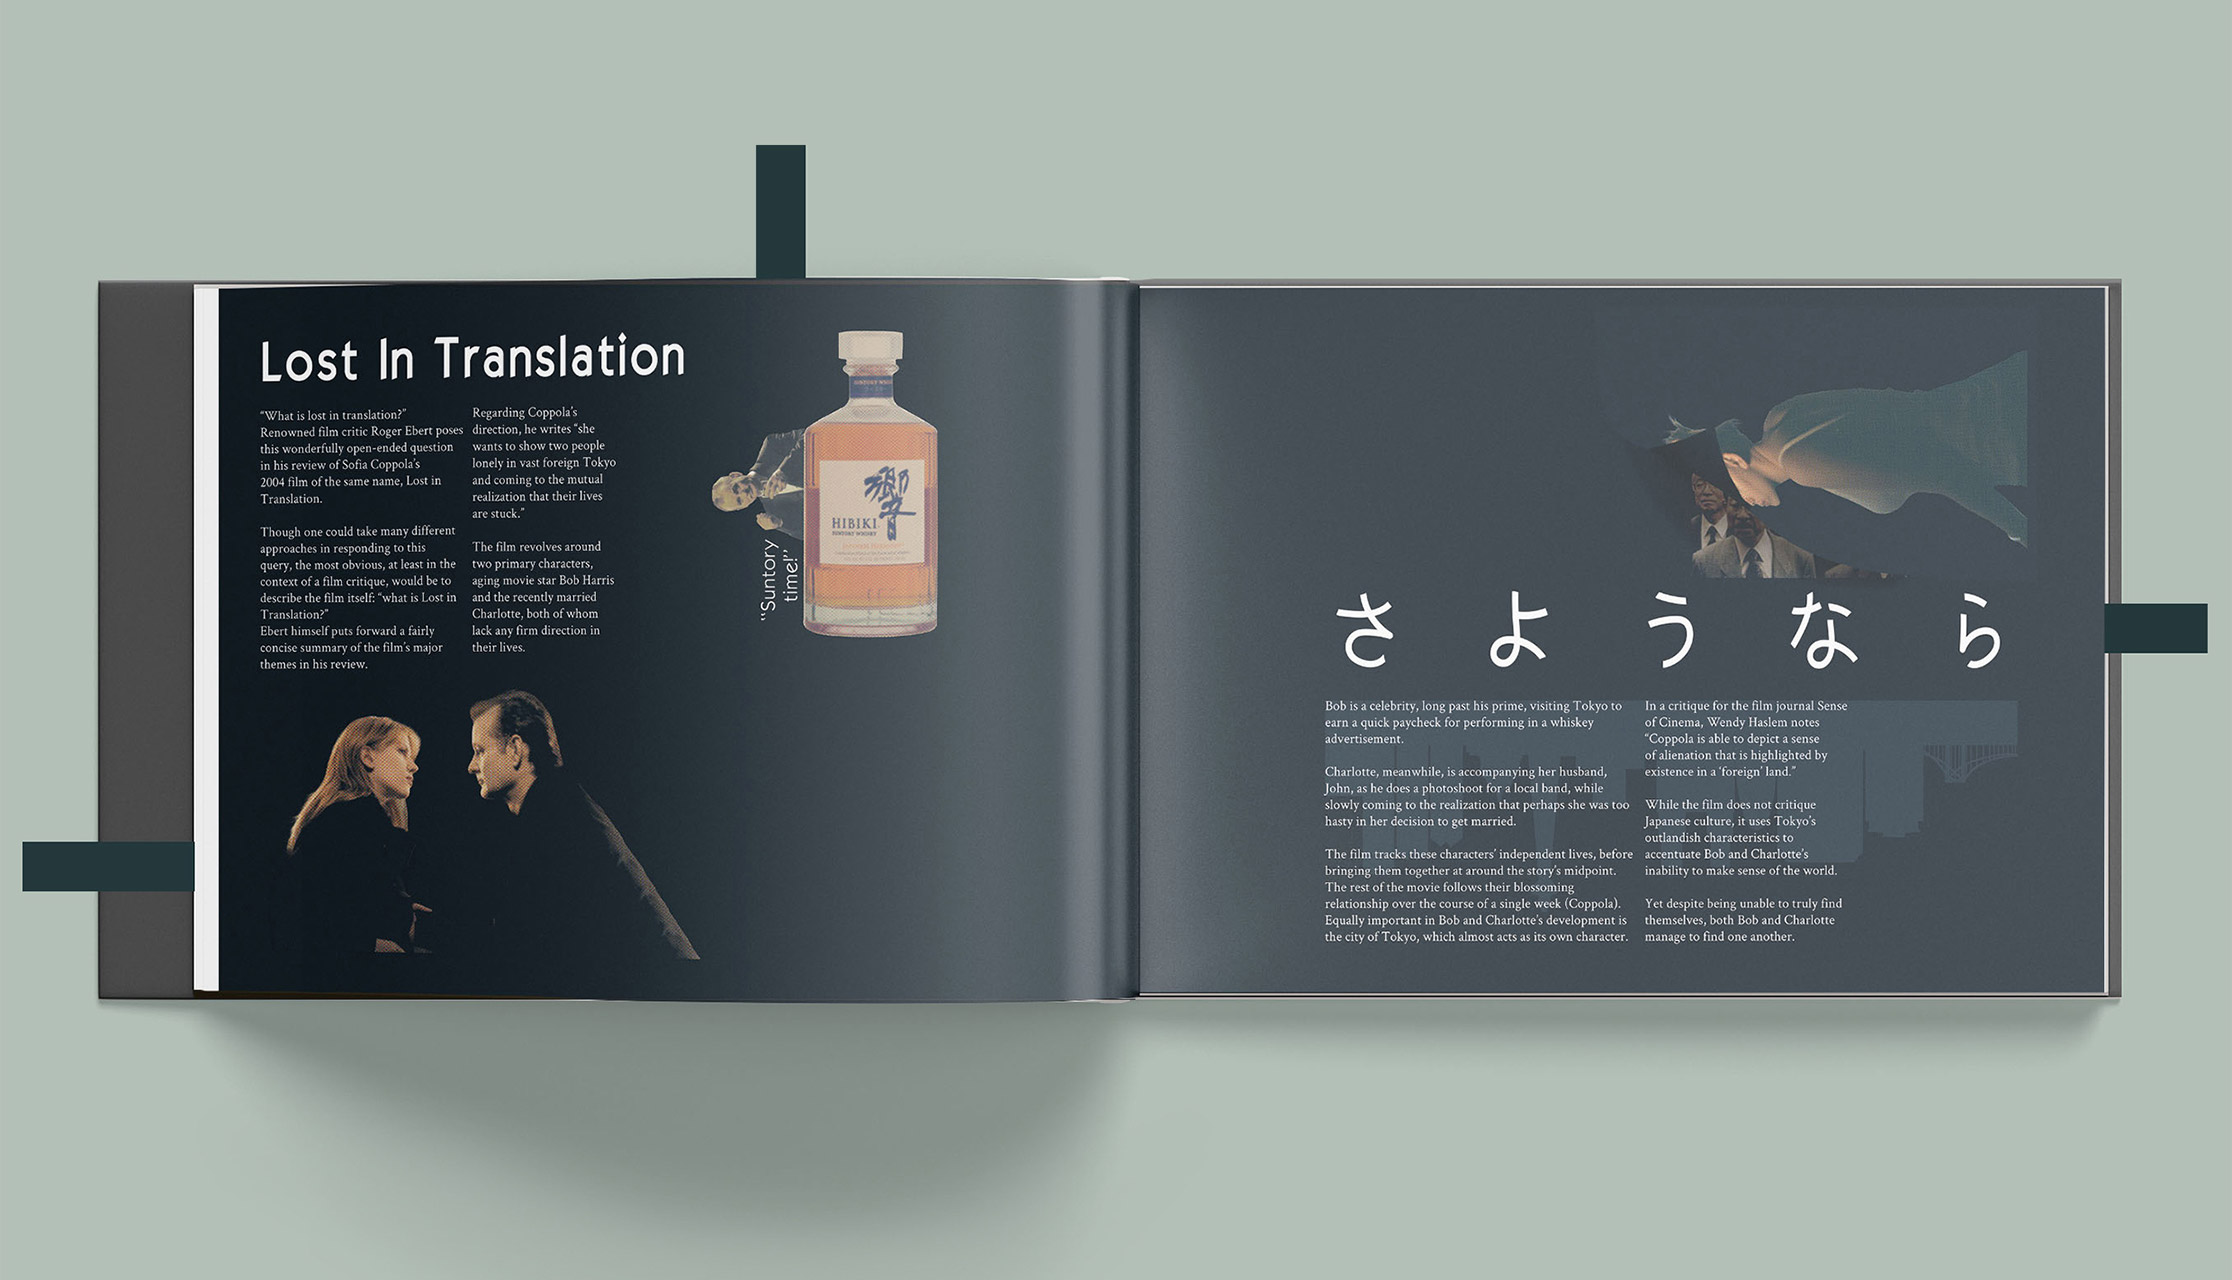 Lost In Translation
“What is lost in translation?”
Renowned film critic Roger Ebert poses
this wonderfully open-ended question
in his review of Sofia Coppola’s
2004 film of the same name, Lost in
Translation.
Though one could take many different
approaches in responding to this
query, the most obvious, at least in the
context of a film critique, would be to
describe the film itself: “what is Lost in
Translation?”
Ebert himself puts forward a fairly
concise summary of the film’s major
themes in his review.
Regarding Coppola’s
direction, he writes “she
wants to show two people
lonely in vast foreign Tokyo
and coming to the mutual
realization that their lives
are stuck.”
The film revolves around
two primary characters,
aging movie star Bob Harris
and the recently married
Charlotte, both of whom
lack any firm direction in
their lives.
“Suntory
time!”
SUNTORY WHISKY
響
HIBIKI
SUNTORY WHISKY
さようなら
Bob is a celebrity, long past his prime, visiting Tokyo to
earn a quick paycheck for performing in a whiskey
advertisement.
Charlotte, meanwhile, is accompanying her husband,
John, as he does a photoshoot for a local band, while
slowly coming to the realization that perhaps she was too
hasty in her decision to get married.
The film tracks these characters’ independent lives, before
bringing them together at around the story’s midpoint.
The rest of the movie follows their blossoming
relationship over the course of a single week (Coppola).
Equally important in Bob and Charlotte’s development is
the city of Tokyo, which almost acts as its own character.
In a critique for the film journal Sense
of Cinema, Wendy Haslem notes
“Coppola is able to depict a sense
of alienation that is highlighted by
existence in a ‘foreign’ land.”
While the film does not critique
Japanese culture, it uses Tokyo’s
outlandish characteristics to
accentuate Bob and Charlotte’s
inability to make sense of the world.
Yet despite being unable to truly find
themselves, both Bob and Charlotte
manage to find one another.